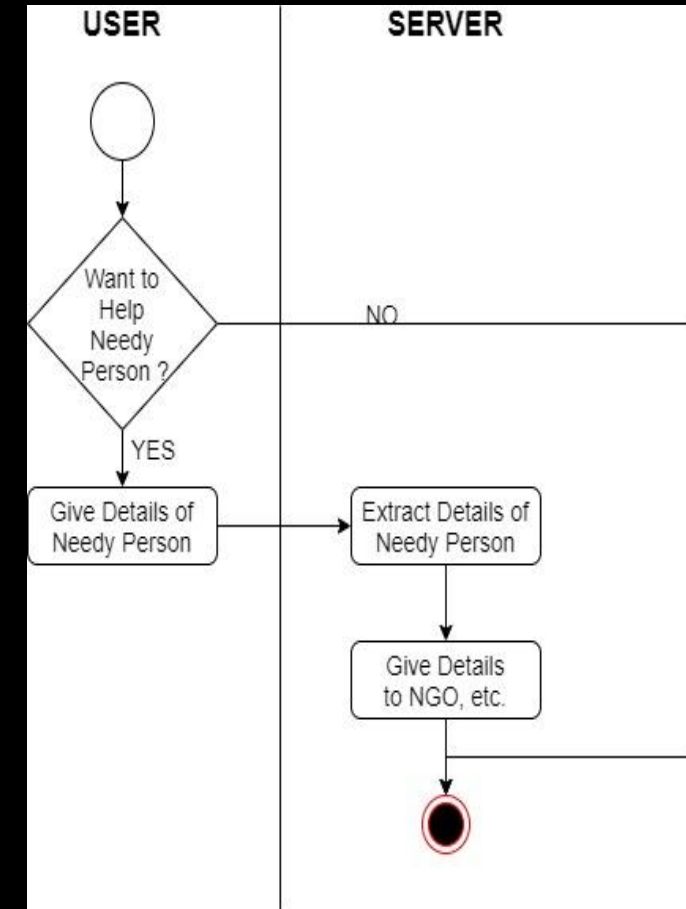 USER
SERVER
Want to
Help
Needy
Person ?
NO
YES
Give Details of
Needy Person
Extract Details of
Needy Person
Give Details
to NGO, etc.